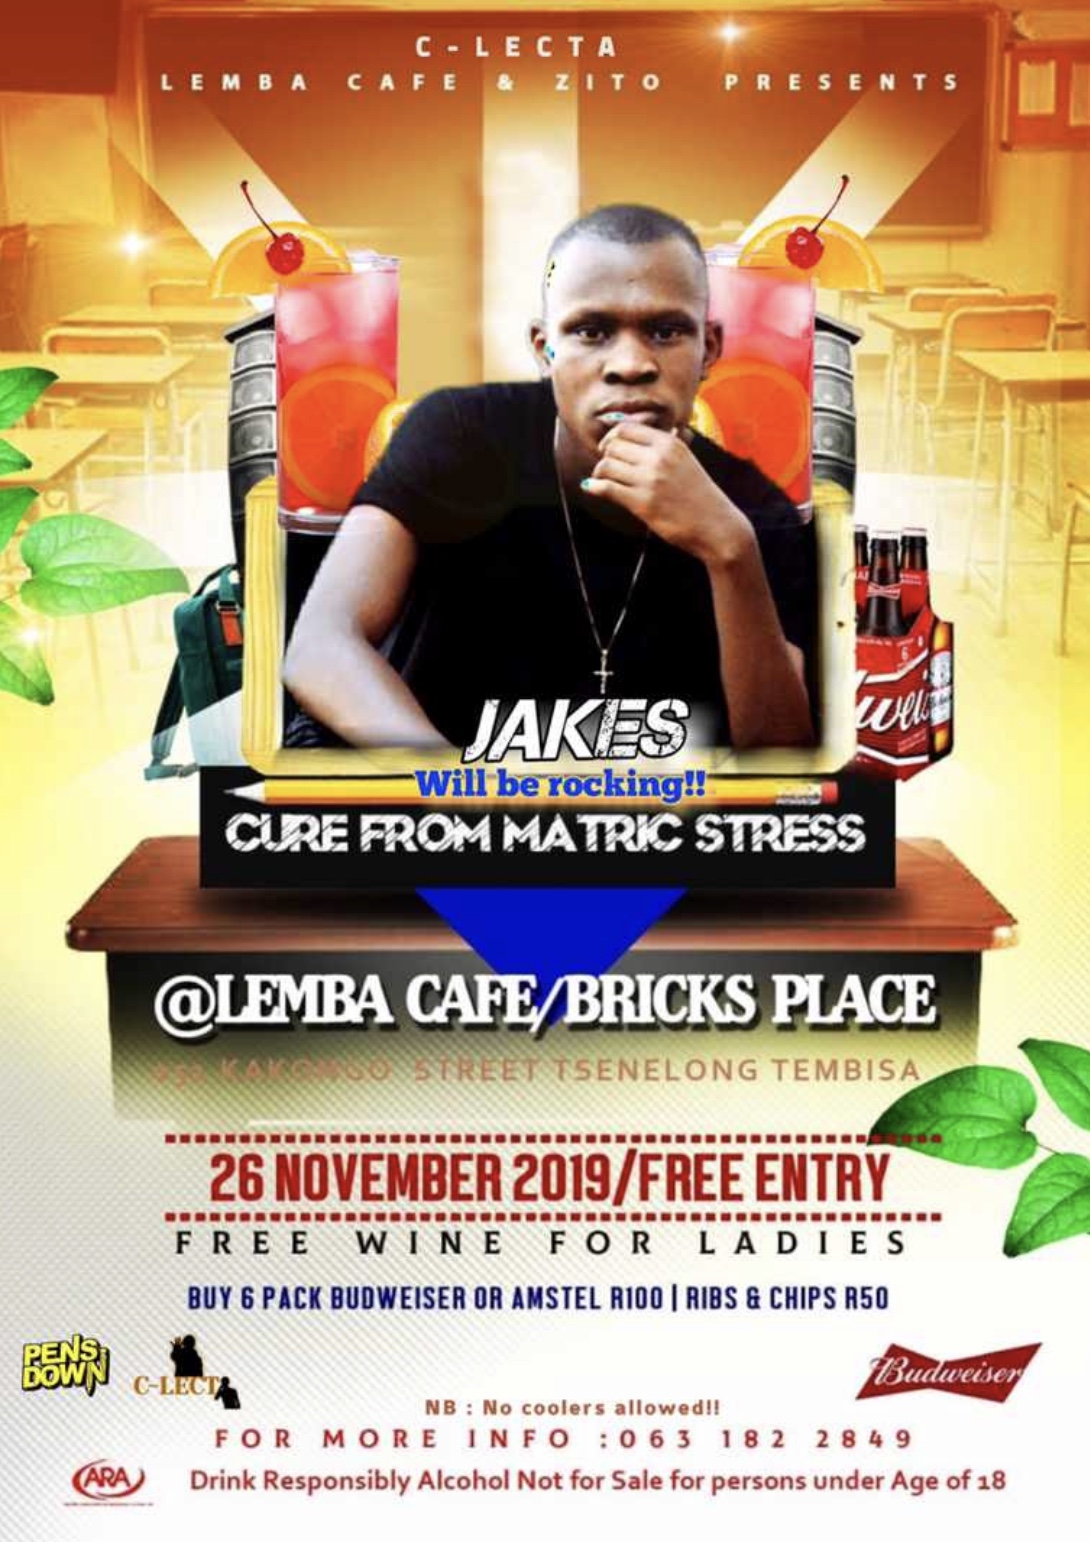 C-LECTA
LEMBA CAFE & ZITO PRESENTS
JAKES
Will be rocking!!
CURE FROM MATRIC STRESS
@LEMBA CAFE/BRICKS PLACE
KAKONGO STREET TSENELONG TEMBISA
26 NOVEMBER 2019/FREE ENTRY
FREE WINE FOR LADIES
BUY 6 PACK BUDWEISER OR AMSTEL R100 | RIBS & CHIPS R50
PENS
DOWN
C-LECT
Budweiser
NB : No coolers allowed!!
FOR MORE INFO :063 182 2849
ARA
Drink Responsibly Alcohol Not for Sale for persons under Age of 18